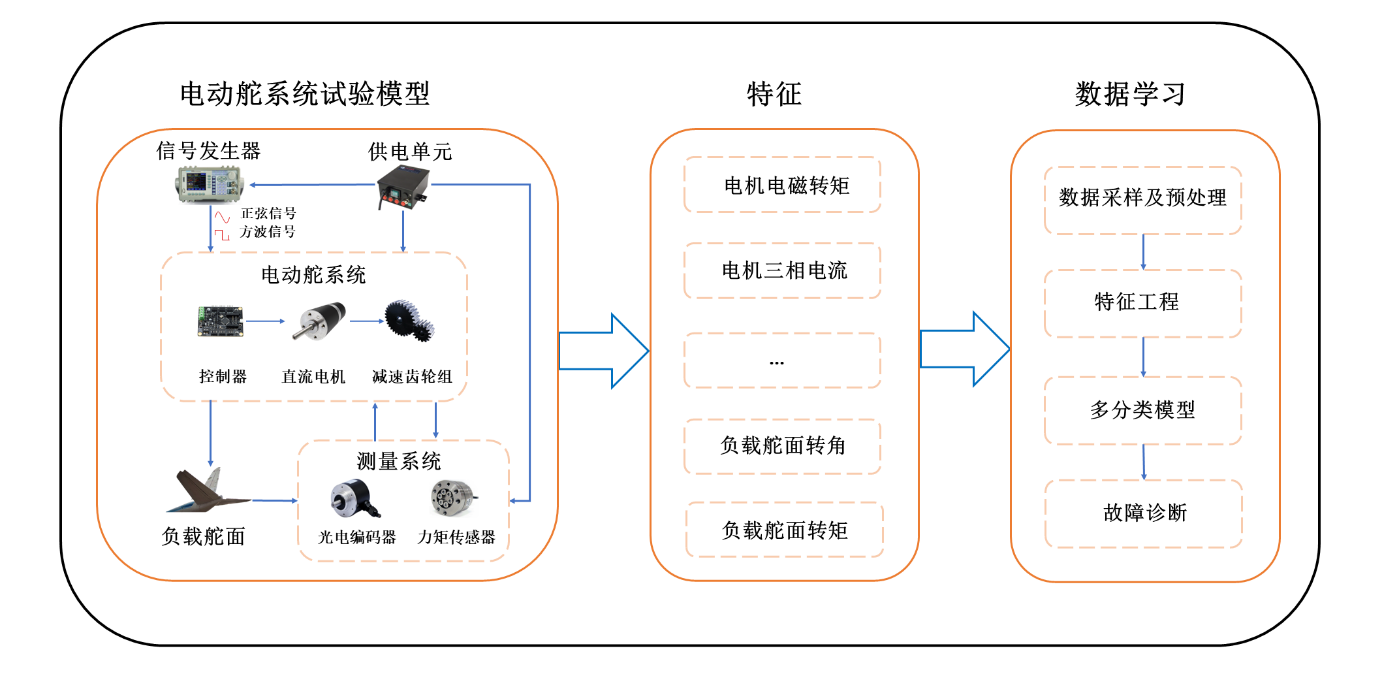 电动舵系统试验模型
信号发生器
供电单元
正弦信号
方波信号
电动舵系统
控制器
直流电机
减速齿轮组
测量系统
光电编码器
力矩传感器
负载舵面
特征
电机电磁转矩
电机三相电流
...
负载舵面转角
负载舵面转矩
数据学习
数据采样及预处理
特征工程
多分类模型
故障诊断